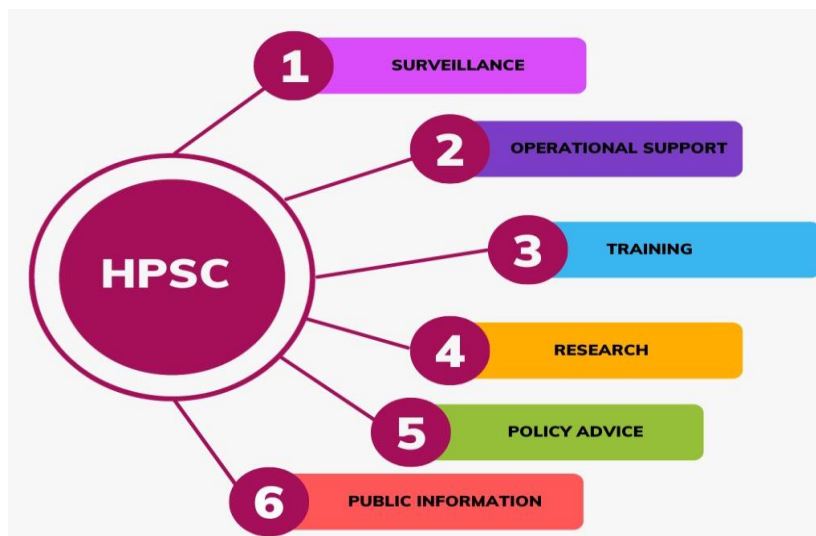 1
SURVEILLANCE
2
OPERATIONAL SUPPORT
3
TRAINING
HPSC
4
RESEARCH
5
POLICY ADVICE
6
PUBLIC INFORMATION